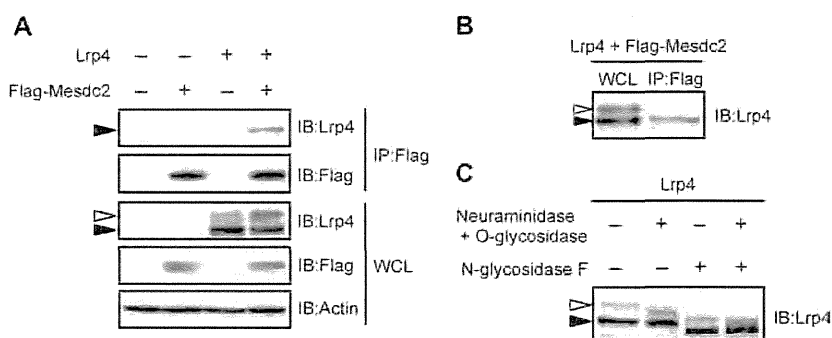 A
Lrp4 – – + +
Flag-Mesdc2 – + – +
IB:Lrp4
IB:Flag
IP:Flag
IB:Lrp4
IB:Flag
IB:Actin
WCL
B
Lrp4 + Flag-Mesdc2
WCL IP:Flag
IB:Lrp4
C
Lrp4
Neuraminidase
+ O-glycosidase – + – +
N-glycosidase F – – + +
IB:Lrp4